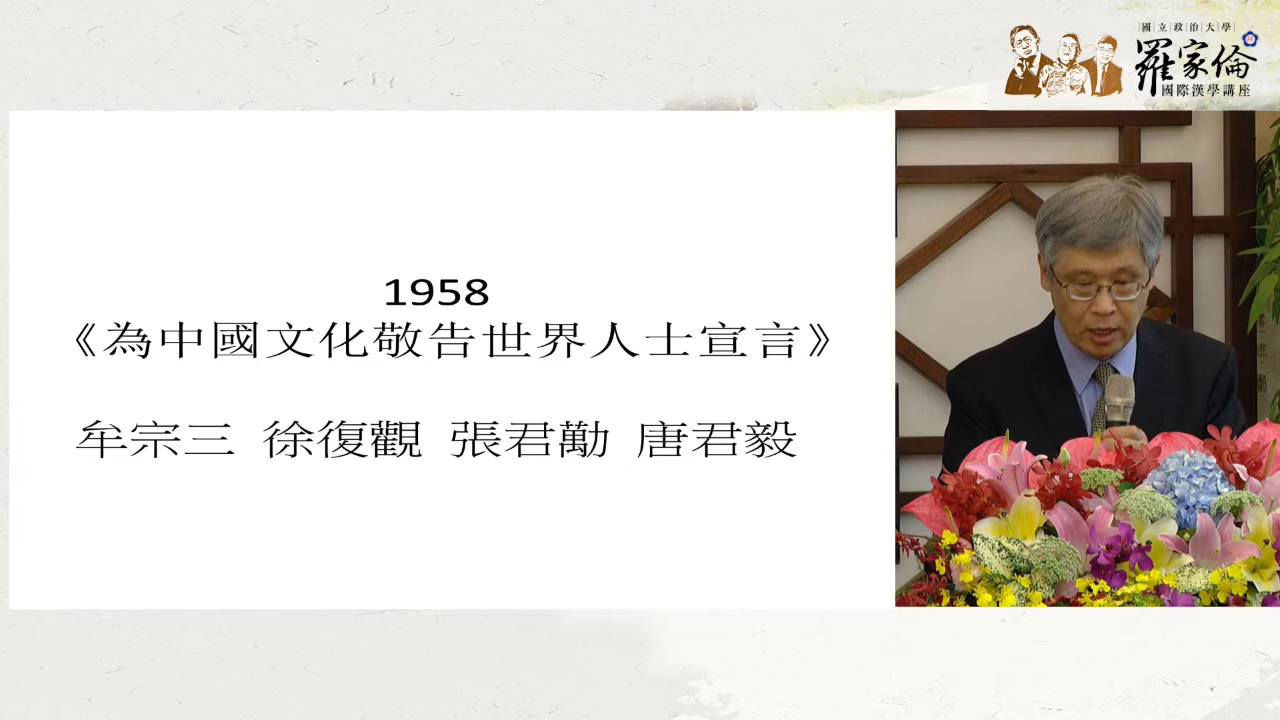 國立政治大學
羅家倫
國際漢學講座
1958
《為中國文化敬告世界人士宣言》
牟宗三 徐復觀 張君勱 唐君毅